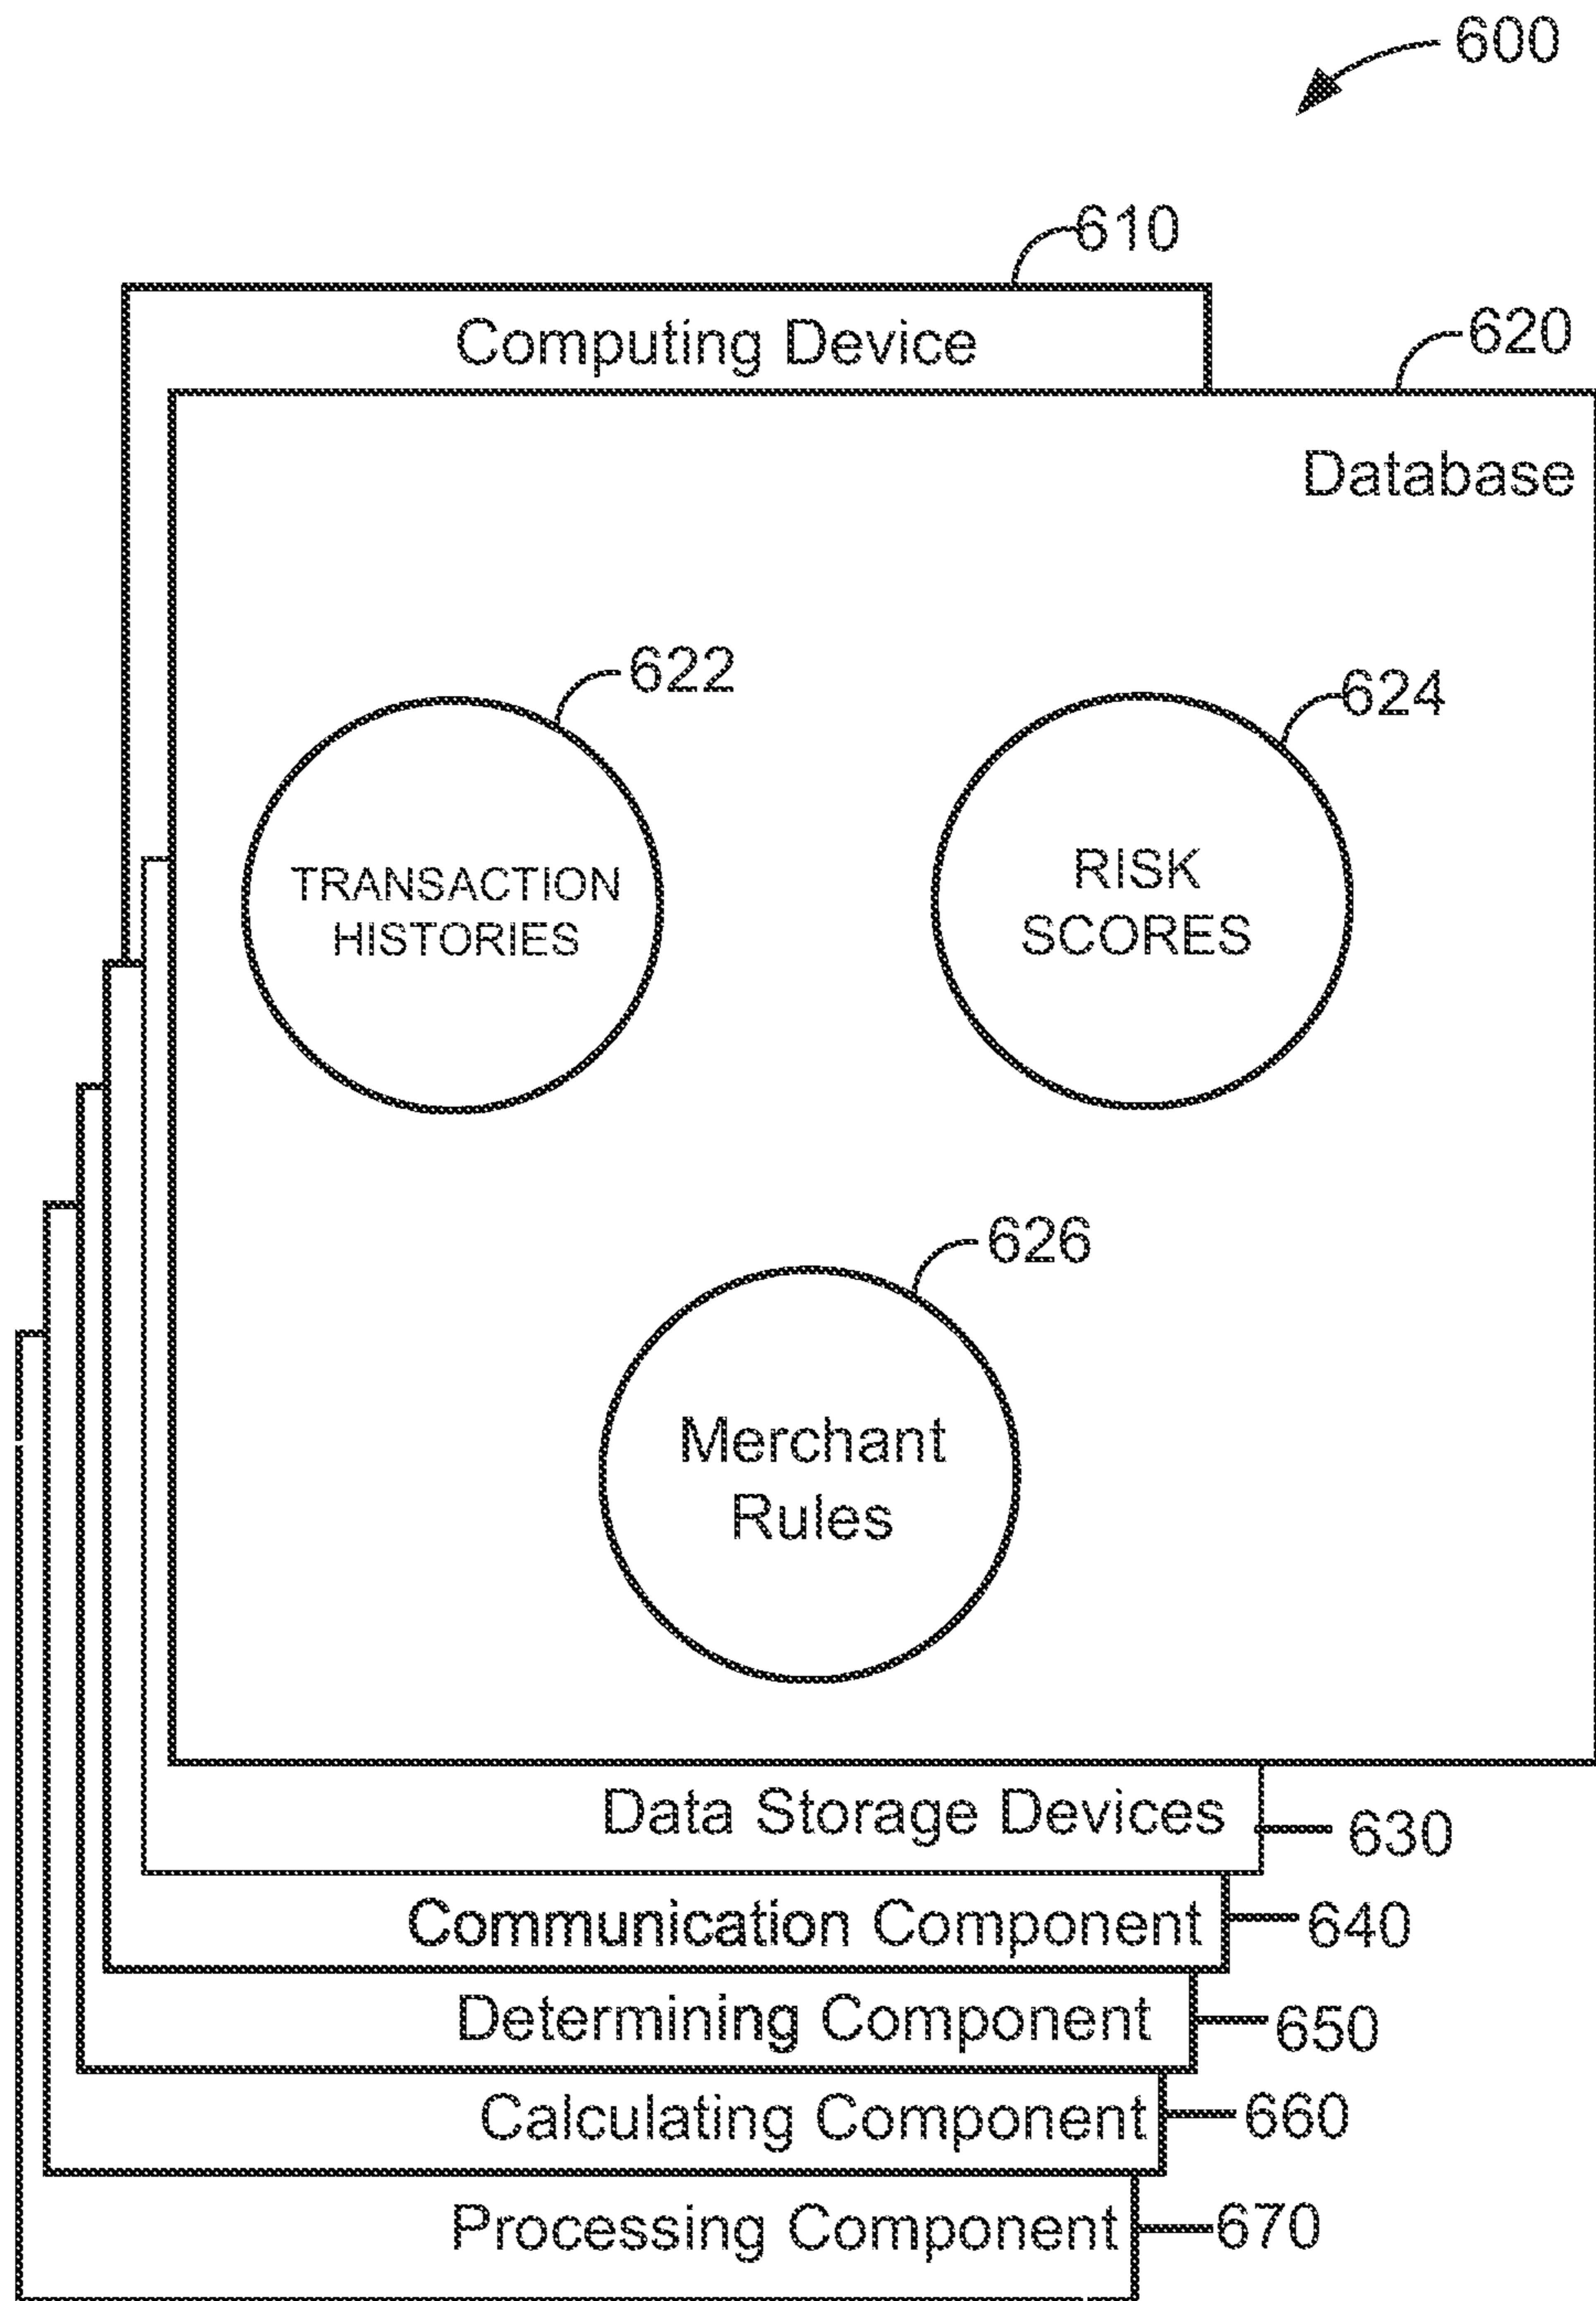 600
610
Computing Device
620
Database
622
624
TRANSACTION
HISTORIES
RISK
SCORES
626
Merchant
Rules
Data Storage Devices
630
Communication Component
640
Determining Component
650
Calculating Component
660
Processing Component
670